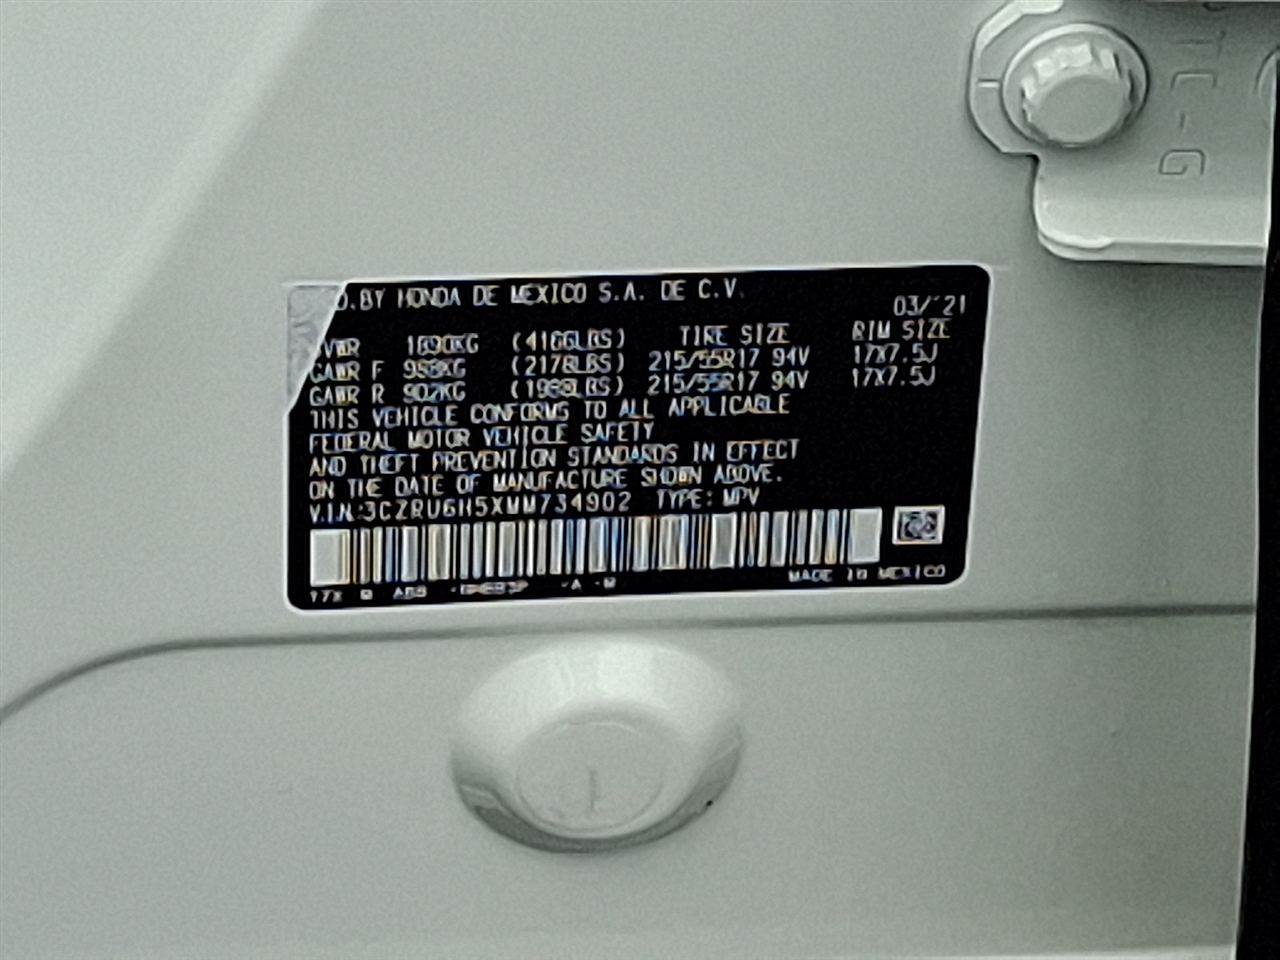 D.BY HONDA DE MEXICO S.A. DE C.V.
03/'21
GVWR 1890KG (4166LBS) TIRE SIZE RIM SIZE
GAWR F 988KG (2178LBS) 215/55R17 94V 17X7.5J
GAWR R 902KG (1989LBS) 215/55R17 94V 17X7.5J
THIS VEHICLE CONFORMS TO ALL APPLICABLE
FEDERAL MOTOR VEHICLE SAFETY
AND THEFT PREVENTION STANDARDS IN EFFECT
ON THE DATE OF MANUFACTURE SHOWN ABOVE.
V.I.N.:3CZRU6H5XMM734902 TYPE: MPV
MADE IN MEXICO
TC-G